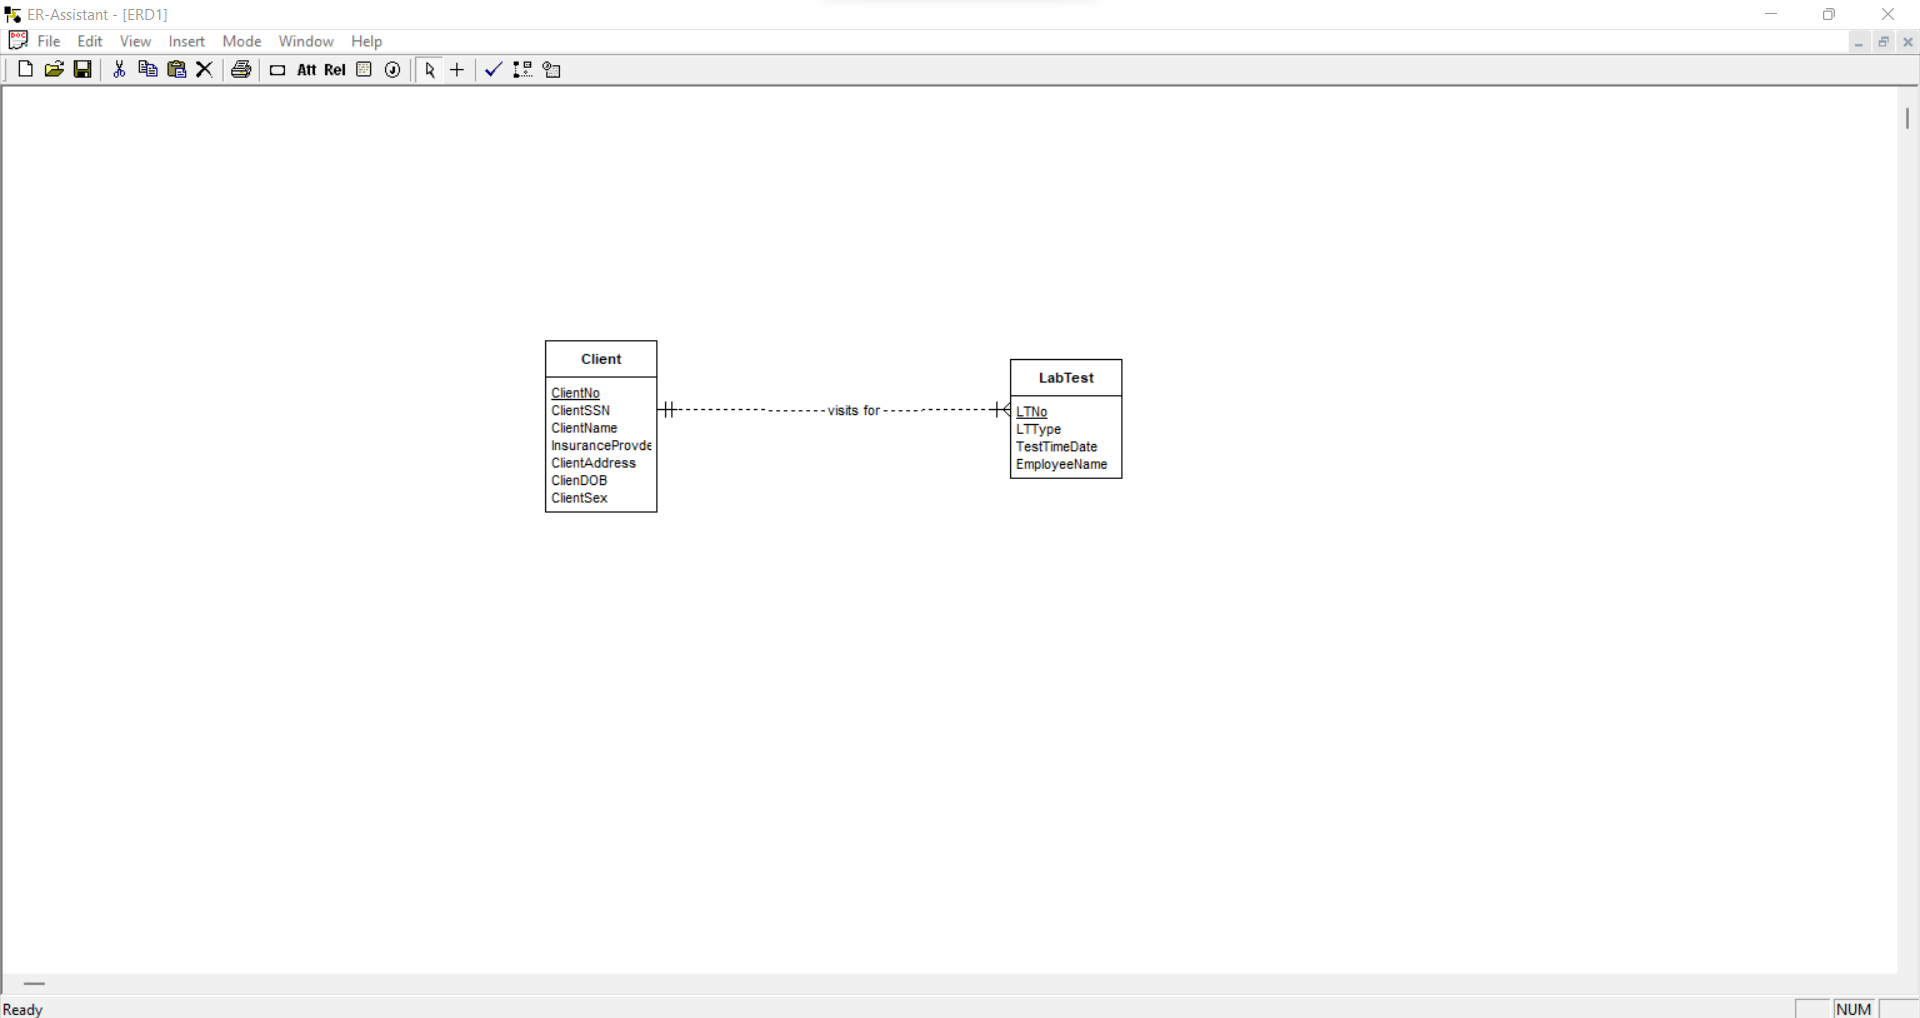 ER-Assistant - [ERD1]
DOC
File Edit View Insert Mode Window Help
Att Rel J
Client
ClientNo
ClientSSN
ClientName
InsuranceProvde
ClientAddress
ClienDOB
ClientSex
visits for
LabTest
LTNo
LTType
TestTimeDate
EmployeeName
Ready
NUM